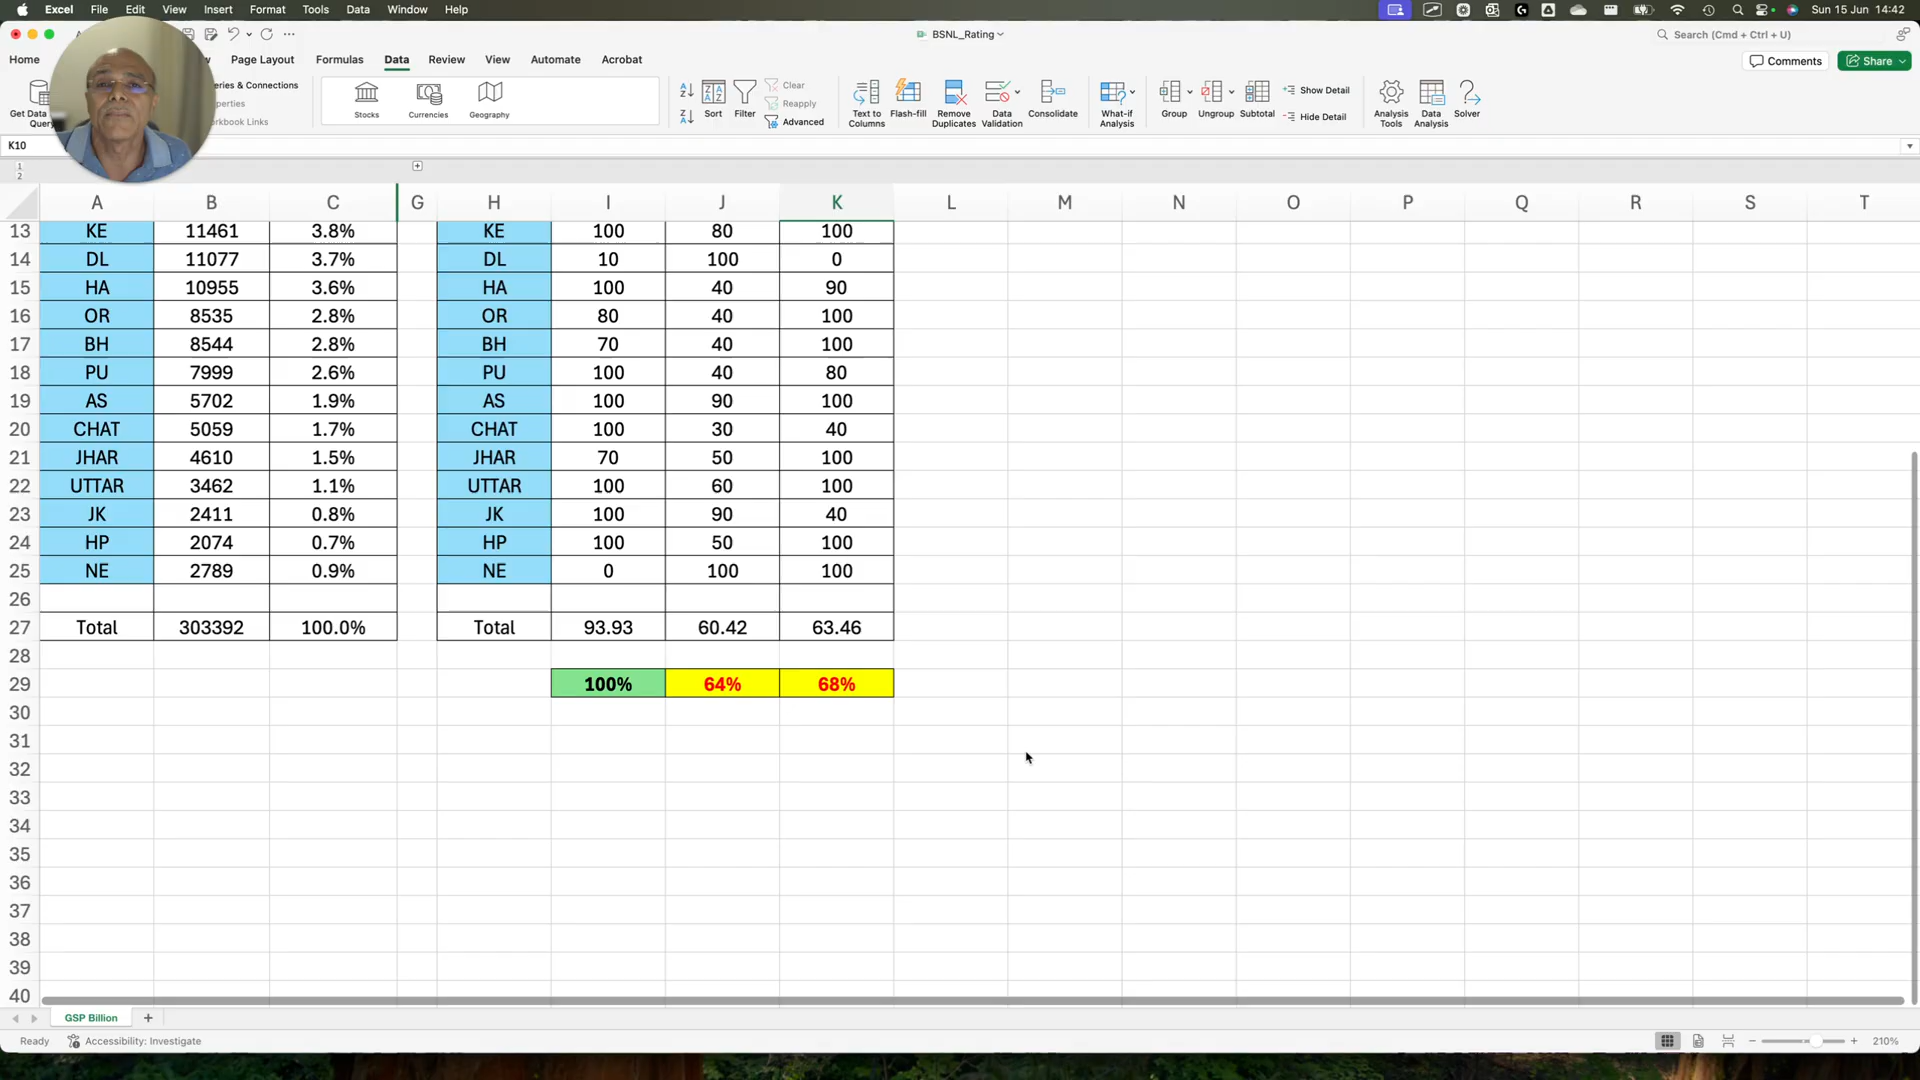 Excel File Edit View Insert Format Tools Data Window Help
Sun 15 Jun 14:42
BSNL_Rating
Search (Cmd + Ctrl + U)
Home Page Layout Formulas Data Review View Automate Acrobat
Comments Share
Get Data
Query
eries & Connections
perties
orkbook Links
Stocks Currencies Geography
Sort Filter
Clear
Reapply
Advanced
Text to Columns
Flash-fill
Remove Duplicates
Data Validation
Consolidate
What-if Analysis
Group Ungroup Subtotal
Show Detail
Hide Detail
Analysis Tools
Data Analysis
Solver
K10
1
2
A B C G H I J K L M N O P Q R S T
13 KE 11461 3.8% KE 100 80 100
14 DL 11077 3.7% DL 10 100 0
15 HA 10955 3.6% HA 100 40 90
16 OR 8535 2.8% OR 80 40 100
17 BH 8544 2.8% BH 70 40 100
18 PU 7999 2.6% PU 100 40 80
19 AS 5702 1.9% AS 100 90 100
20 CHAT 5059 1.7% CHAT 100 30 40
21 JHAR 4610 1.5% JHAR 70 50 100
22 UTTAR 3462 1.1% UTTAR 100 60 100
23 JK 2411 0.8% JK 100 90 40
24 HP 2074 0.7% HP 100 50 100
25 NE 2789 0.9% NE 0 100 100
26
27 Total 303392 100.0% Total 93.93 60.42 63.46
28
29 100% 64% 68%
30
31
32
33
34
35
36
37
38
39
40
GSP Billion
Ready Accessibility: Investigate
210%